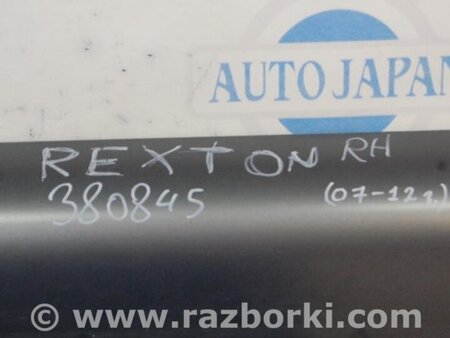 AUTO JAPAN
REXTON RH
380845 (07-12г.)
© www.razborki.com